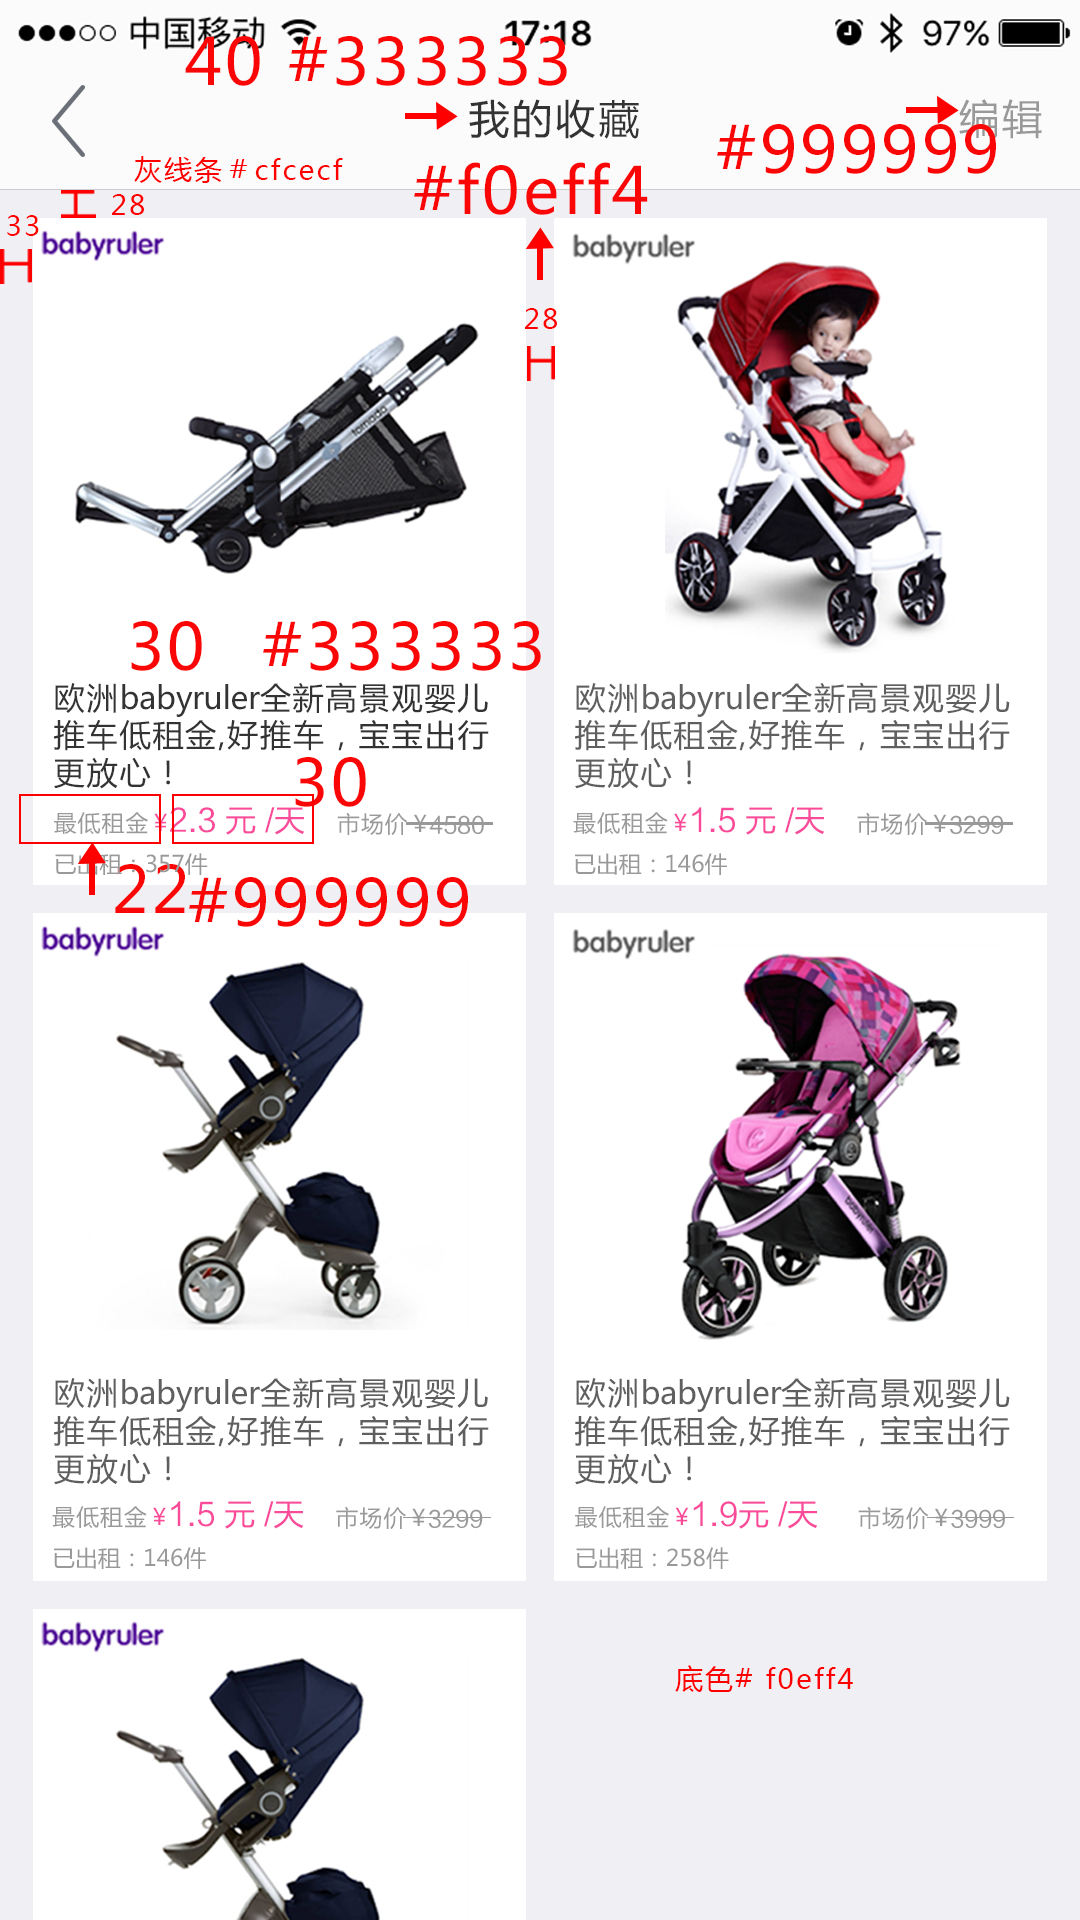 中国移动 17:18 97%
40 #333333
我的收藏 编辑
#999999
灰线条#cfcecf
#f0eff4
28
33
babyruler babyruler
28
tornado
babyruler
30 #333333
欧洲babyruler全新高景观婴儿
推车低租金,好推车，宝宝出行
更放心！
30
最低租金 ¥2.3 元 /天 市场价¥4580
已出租：357件
22#999999
欧洲babyruler全新高景观婴儿
推车低租金,好推车，宝宝出行
更放心！
最低租金 ¥1.5 元 /天 市场价¥3299
已出租：146件
babyruler babyruler
babyruler
欧洲babyruler全新高景观婴儿
推车低租金,好推车，宝宝出行
更放心！
最低租金 ¥1.5 元 /天 市场价¥3299
已出租：146件
欧洲babyruler全新高景观婴儿
推车低租金,好推车，宝宝出行
更放心！
最低租金 ¥1.9元 /天 市场价¥3999
已出租：258件
babyruler
底色# f0eff4